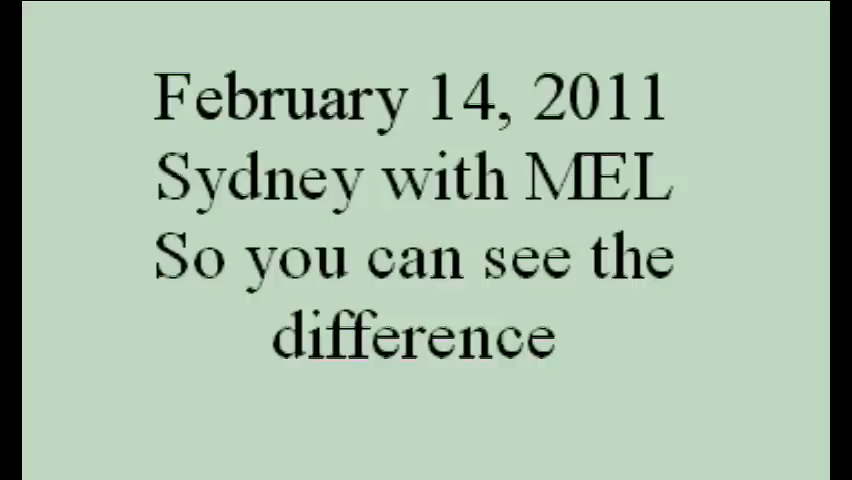 February 14, 2011
Sydney with MEL
So you can see the
difference